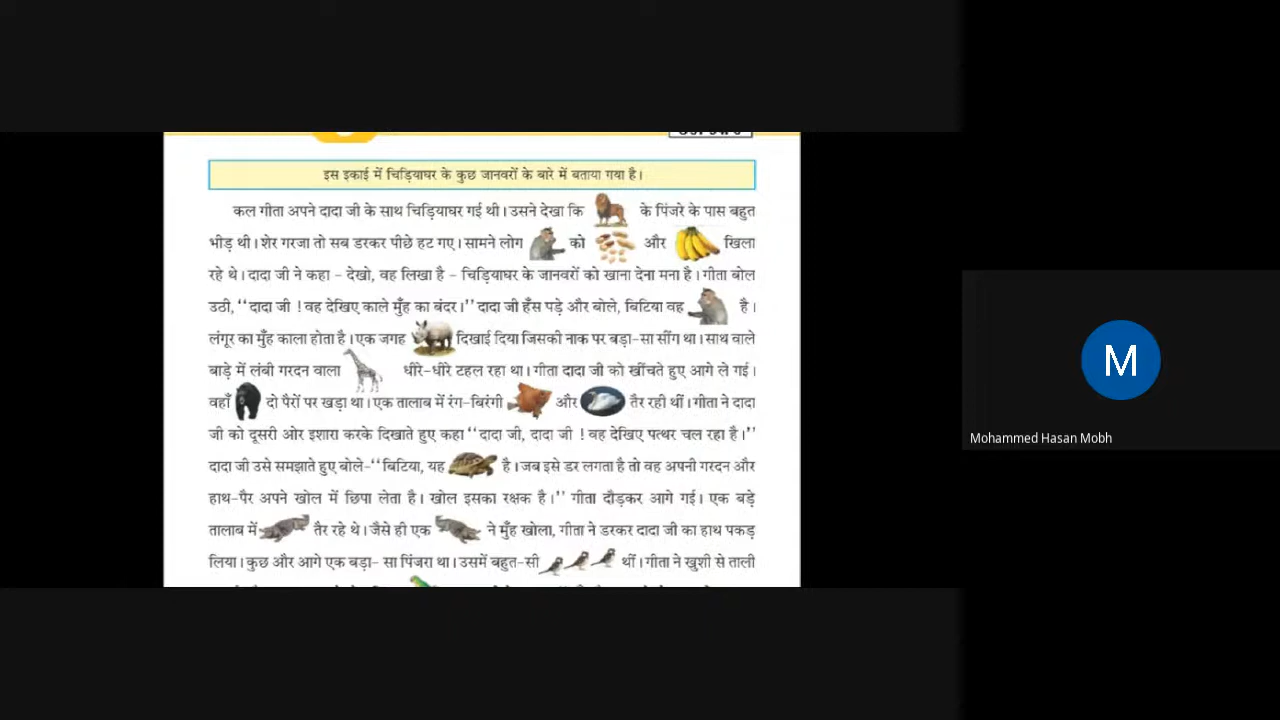 इस इकाई में चिड़ियाघर के कुछ जानवरों के बारे में बताया गया है।
कल गीता अपने दादा जी के साथ चिड़ियाघर गई थी। उसने देखा कि के पिंजरे के पास बहुत
भीड़ थी। शेर गरजा तो सब डरकर पीछे हट गए। सामने लोग को और खिला
रहे थे। दादा जी ने कहा - देखो, वह लिखा है - चिड़ियाघर के जानवरों को खाना देना मना है। गीता बोल
उठी, “दादा जी ! वह देखिए काले मुँह का बंदर।” दादा जी हँस पड़े और बोले, बिटिया वह है।
लंगूर का मुँह काला होता है। एक जगह दिखाई दिया जिसकी नाक पर बड़ा-सा सींग था। साथ वाले
बाड़े में लंबी गरदन वाला धीरे-धीरे टहल रहा था। गीता दादा जी को खींचते हुए आगे ले गई।
वहाँ दो पैरों पर खड़ा था। एक तालाब में रंग-बिरंगी और तैर रही थीं। गीता ने दादा
जी को दूसरी ओर इशारा करके दिखाते हुए कहा “दादा जी, दादा जी ! वह देखिए पत्थर चल रहा है।”
दादा जी उसे समझाते हुए बोले-“बिटिया, यह है। जब इसे डर लगता है तो वह अपनी गरदन और
हाथ-पैर अपने खोल में छिपा लेता है। खोल इसका रक्षक है।” गीता दौड़कर आगे गई। एक बड़े
तालाब में तैर रहे थे। जैसे ही एक ने मुँह खोला, गीता ने डरकर दादा जी का हाथ पकड़
लिया। कुछ और आगे एक बड़ा- सा पिंजरा था। उसमें बहुत-सी थीं। गीता ने खुशी से ताली
M
Mohammed Hasan Mobh